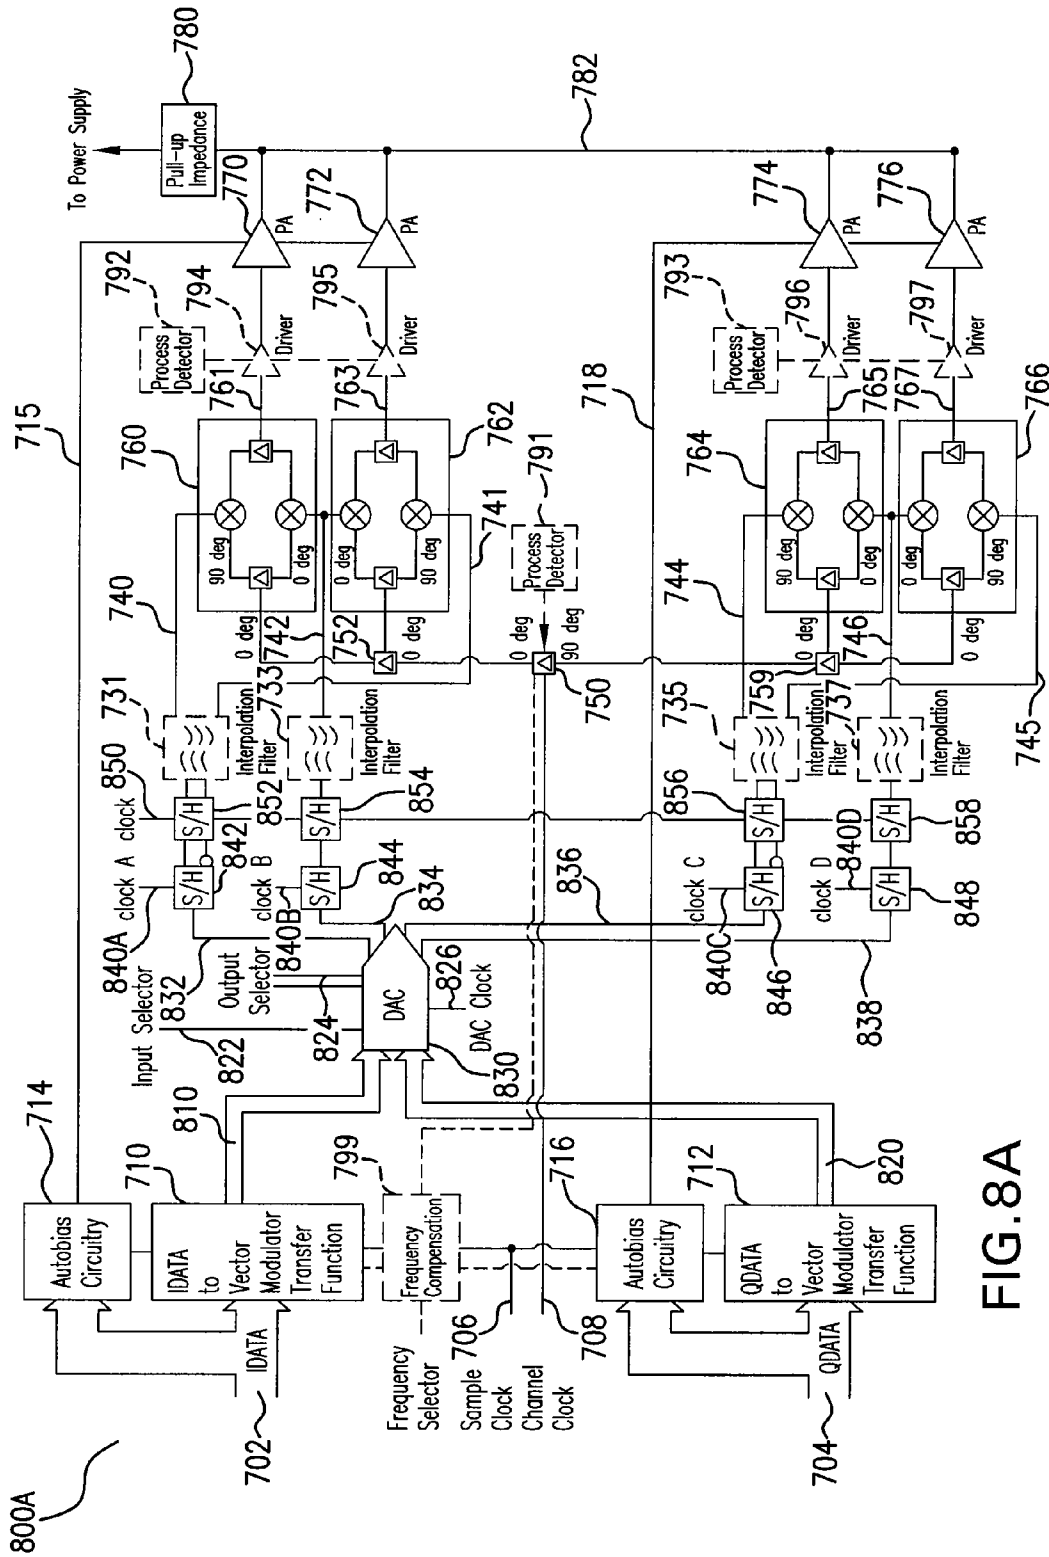 800A
702
IDATA
704
QDATA
714
Autobias
Circuitry
715
710
IDATA
to
Vector
Modulator
Transfer
Function
810
799
Frequency
Compensation
Frequency
Selector
706
Sample
Clock
708
Channel
Clock
716
Autobias
Circuitry
718
712
QDATA
to
Vector
Modulator
Transfer
Function
820
Input Selector
822
Output
Selector
824
DAC
826
DAC Clock
830
832
834
836
838
clock A
840A
S/H
842
clock
850
S/H
852
clock B
840B
S/H
844
S/H
854
clock C
840C
S/H
846
S/H
856
clock D
840D
S/H
848
S/H
858
731
Interpolation
Filter
733
Interpolation
Filter
735
Interpolation
Filter
737
Interpolation
Filter
740
742
741
744
746
745
0 deg
752
0 deg
0 deg
90 deg
750
759
0 deg
0 deg
791
Process
Detector
760
90 deg
0 deg
761
762
0 deg
90 deg
763
764
90 deg
0 deg
765
766
0 deg
90 deg
767
792
Process
Detector
794
Driver
795
Driver
793
Process
Detector
796
Driver
797
Driver
770
PA
772
PA
774
PA
776
PA
To Power Supply
Pull-up
Impedance
780
782
FIG.8A